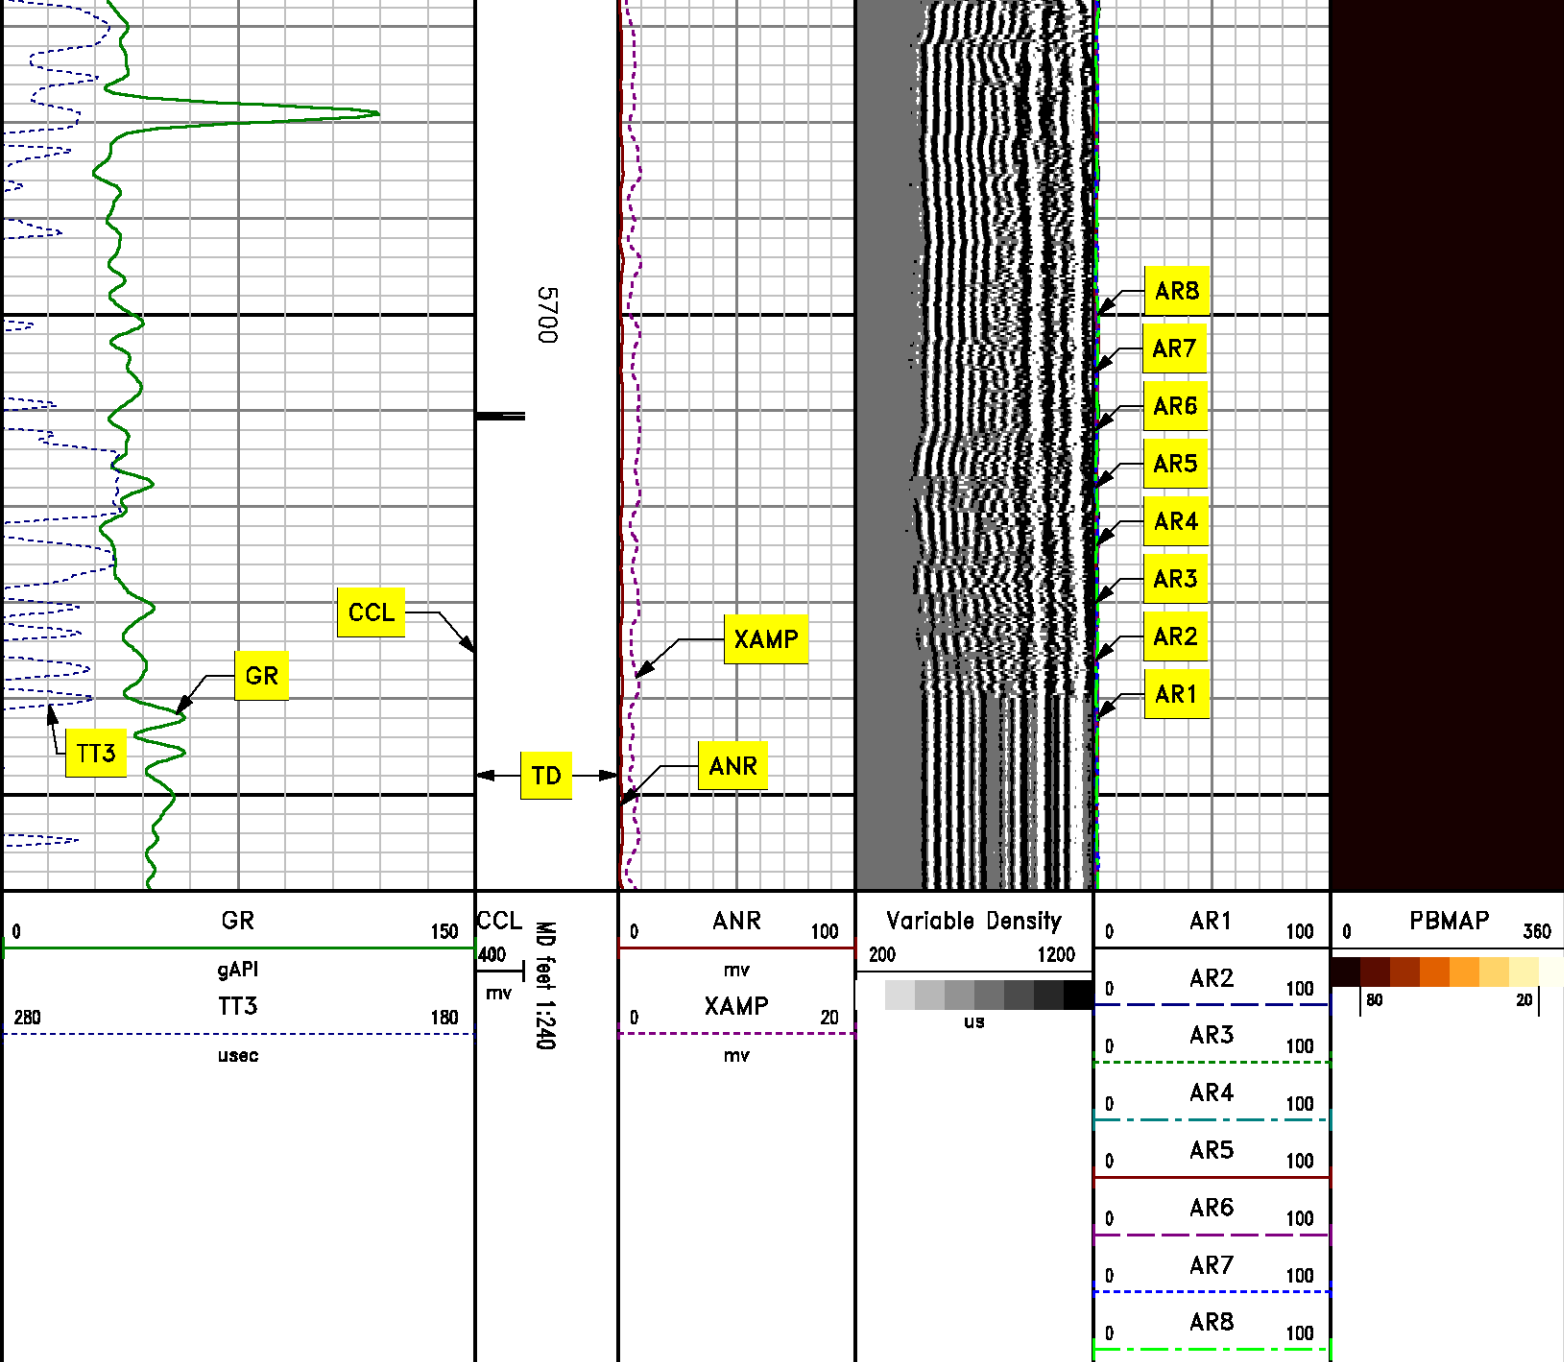 5700
AR8
AR7
AR6
AR5
AR4
AR3
AR2
AR1
CCL
XAMP
GR
TT3
TD
ANR
GR
0 150
gAPI
TT3
280 180
usec
CCL
400
mv
MD feet 1:240
ANR
0 100
mv
XAMP
0 20
mv
Variable Density
200 1200
us
AR1
0 100
AR2
0 100
AR3
0 100
AR4
0 100
AR5
0 100
AR6
0 100
AR7
0 100
AR8
0 100
PBMAP
0 360
80 20